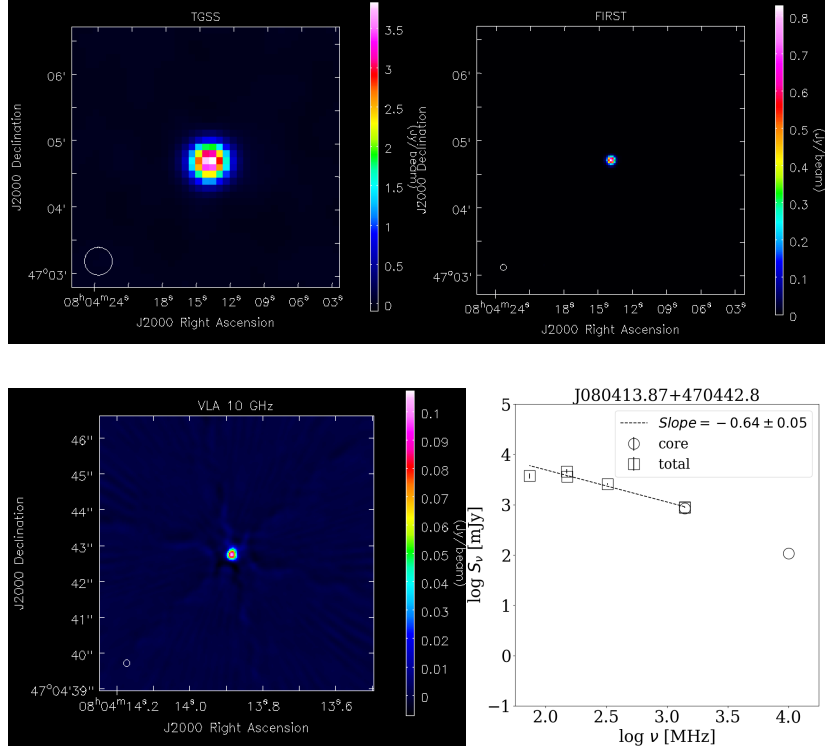 TGSS
06'
05'
04'
47°03'
08ʰ04ᵐ24ˢ 18ˢ 15ˢ 12ˢ 09ˢ 06ˢ 03ˢ
J2000 Right Ascension
J2000 Declination
3.5
3
2.5
2
1.5
1
0.5
0
(Jy/beam)
FIRST
06'
05'
04'
47°03'
08ʰ04ᵐ24ˢ 18ˢ 15ˢ 12ˢ 09ˢ 06ˢ 03ˢ
J2000 Right Ascension
J2000 Declination
0.8
0.7
0.6
0.5
0.4
0.3
0.2
0.1
0
(Jy/beam)
VLA 10 GHz
46"
45"
44"
43"
42"
41"
40"
47°04'39"
08ʰ04ᵐ14ˢ.2 14ˢ.0 13ˢ.8 13ˢ.6
J2000 Right Ascension
J2000 Declination
0.1
0.09
0.08
0.07
0.06
0.05
0.04
0.03
0.02
0.01
0
(Jy/beam)
J080413.87+470442.8
Slope = −0.64 ± 0.05
core
total
5
4
3
2
1
0
−1
log Sν [mJy]
2.0 2.5 3.0 3.5 4.0
log ν [MHz]